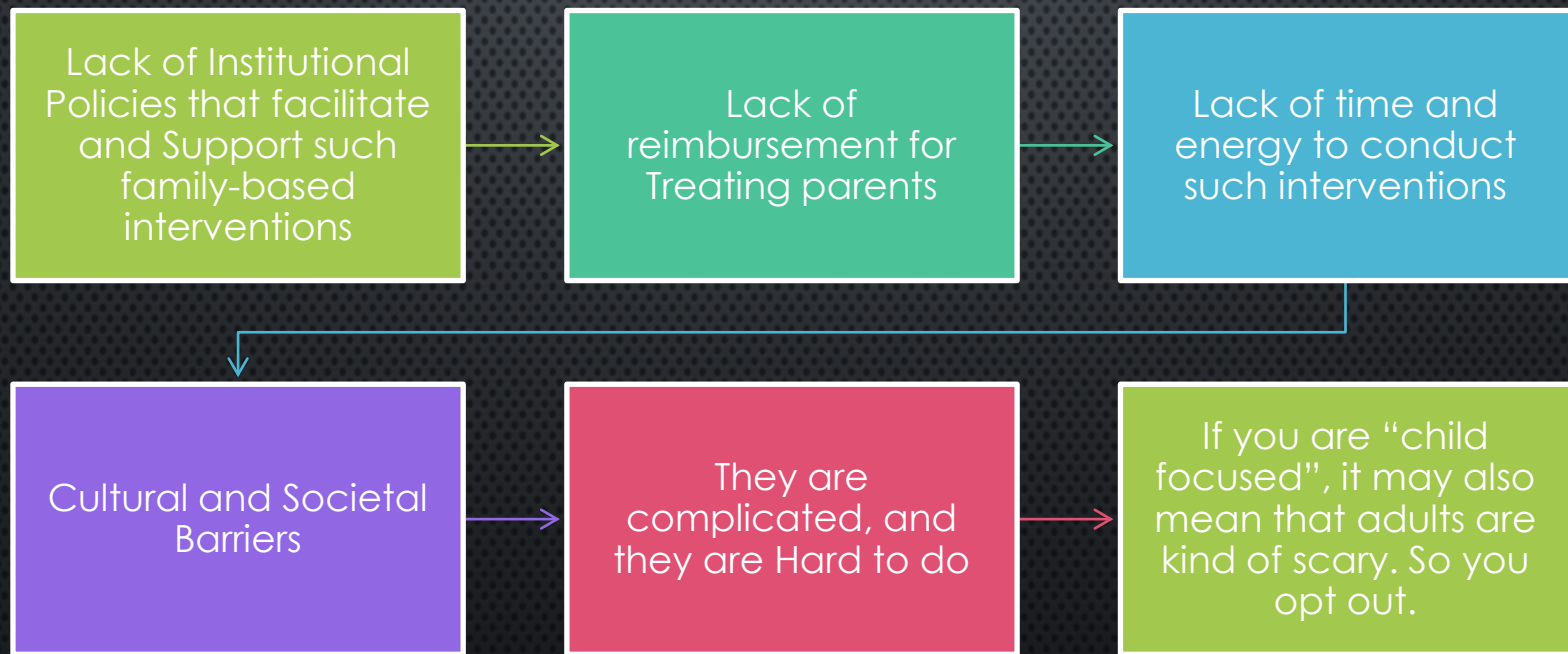 Lack of Institutional
Policies that facilitate
and Support such
family-based
interventions
Lack of
reimbursement for
Treating parents
Lack of time and
energy to conduct
such interventions
Cultural and Societal
Barriers
They are
complicated, and
they are Hard to do
If you are “child
focused”, it may also
mean that adults are
kind of scary. So you
opt out.